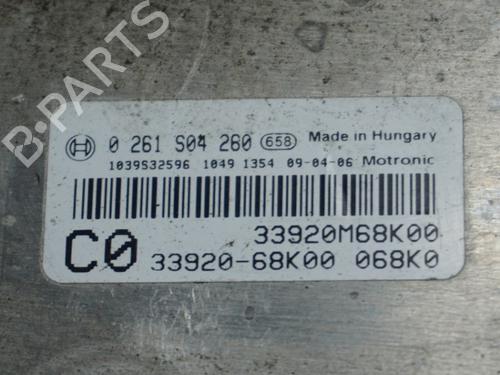 B-PARTS
0 261 S04 260 658 Made in Hungary
1039S32596 1049 1354 09-04-06 Motronic
33920M68K00
C0 33920-68K00 068K0